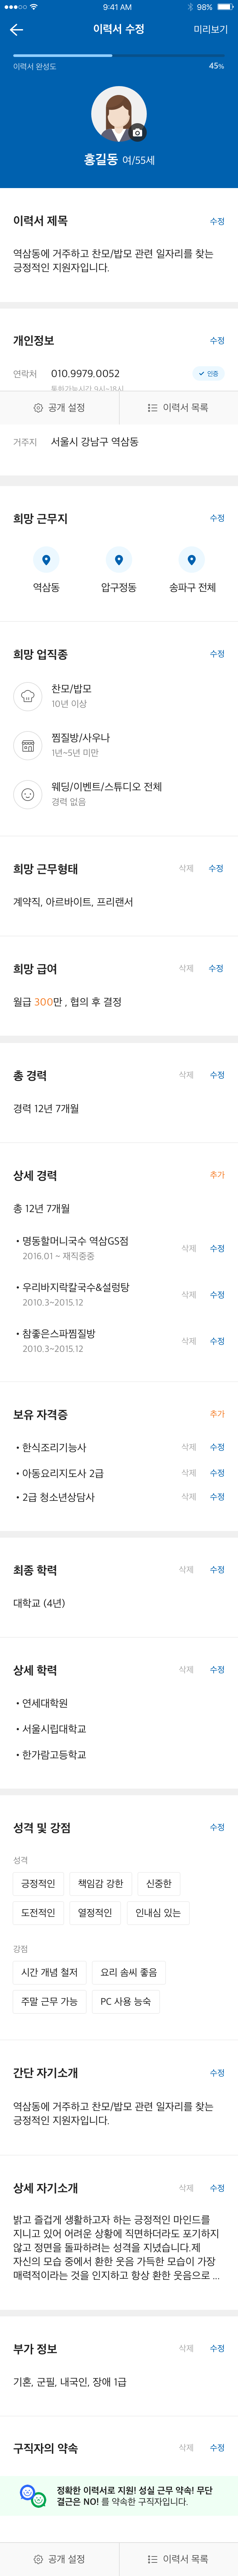 9:41 AM
98%
이력서 수정
미리보기
이력서 완성도
45%
홍길동 여/55세
이력서 제목
수정
역삼동에 거주하고 찬모/밥모 관련 일자리를 찾는
긍정적인 지원자입니다.
개인정보
수정
연락처
010.9979.0052
인증
통화가능시간 9시~18시
공개 설정
이력서 목록
거주지
서울시 강남구 역삼동
희망 근무지
수정
역삼동
압구정동
송파구 전체
희망 업직종
수정
찬모/밥모
10년 이상
찜질방/사우나
1년~5년 미만
웨딩/이벤트/스튜디오 전체
경력 없음
희망 근무형태
삭제
수정
계약직, 아르바이트, 프리랜서
희망 급여
삭제
수정
월급 300만 , 협의 후 결정
총 경력
삭제
수정
경력 12년 7개월
상세 경력
추가
총 12년 7개월
• 명동할머니국수 역삼GS점
2016.01 ~ 재직중중
삭제
수정
• 우리바지락칼국수&설렁탕
2010.3~2015.12
삭제
수정
• 참좋은스파찜질방
2010.3~2015.12
삭제
수정
보유 자격증
추가
• 한식조리기능사
삭제
수정
• 아동요리지도사 2급
삭제
수정
• 2급 청소년상담사
삭제
수정
최종 학력
삭제
수정
대학교 (4년)
상세 학력
삭제
수정
• 연세대학원
• 서울시립대학교
• 한가람고등학교
성격 및 강점
수정
성격
긍정적인
책임감 강한
신중한
도전적인
열정적인
인내심 있는
강점
시간 개념 철저
요리 솜씨 좋음
주말 근무 가능
PC 사용 능숙
간단 자기소개
수정
역삼동에 거주하고 찬모/밥모 관련 일자리를 찾는
긍정적인 지원자입니다.
상세 자기소개
삭제
수정
밝고 즐겁게 생활하고자 하는 긍정적인 마인드를
지니고 있어 어려운 상황에 직면하더라도 포기하지
않고 정면을 돌파하려는 성격을 지녔습니다.제
자신의 모습 중에서 환한 웃음 가득한 모습이 가장
매력적이라는 것을 인지하고 항상 환한 웃음으로 ...
부가 정보
삭제
수정
기혼, 군필, 내국인, 장애 1급
구직자의 약속
삭제
수정
정확한 이력서로 지원! 성실 근무 약속! 무단
결근은 NO! 를 약속한 구직자입니다.
공개 설정
이력서 목록